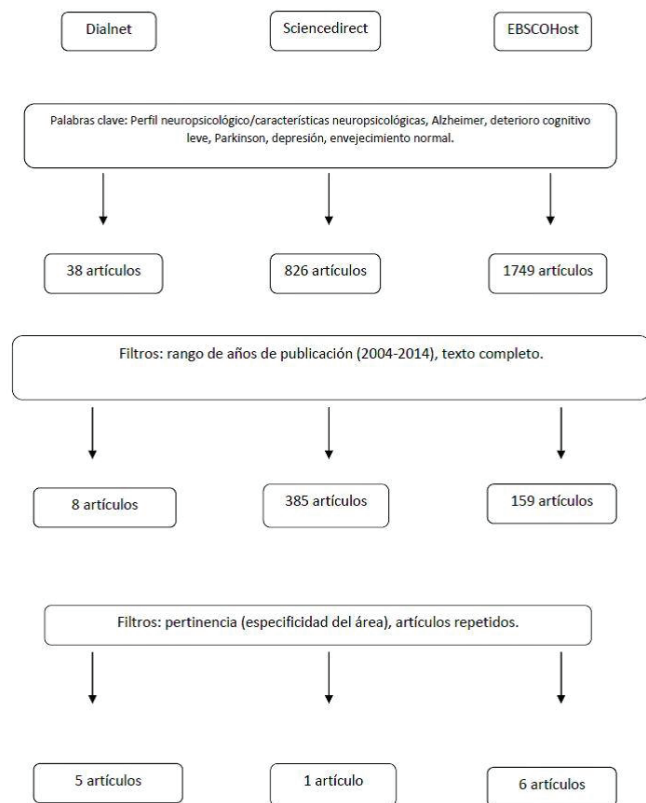 Dialnet
Sciencedirect
EBSCOHost
Palabras clave: Perfil neuropsicológico/características neuropsicológicas, Alzheimer, deterioro cognitivo
leve, Parkinson, depresión, envejecimiento normal.
38 artículos
826 artículos
1749 artículos
Filtros: rango de años de publicación (2004-2014), texto completo.
8 artículos
385 artículos
159 artículos
Filtros: pertinencia (especificidad del área), artículos repetidos.
5 artículos
1 artículo
6 artículos